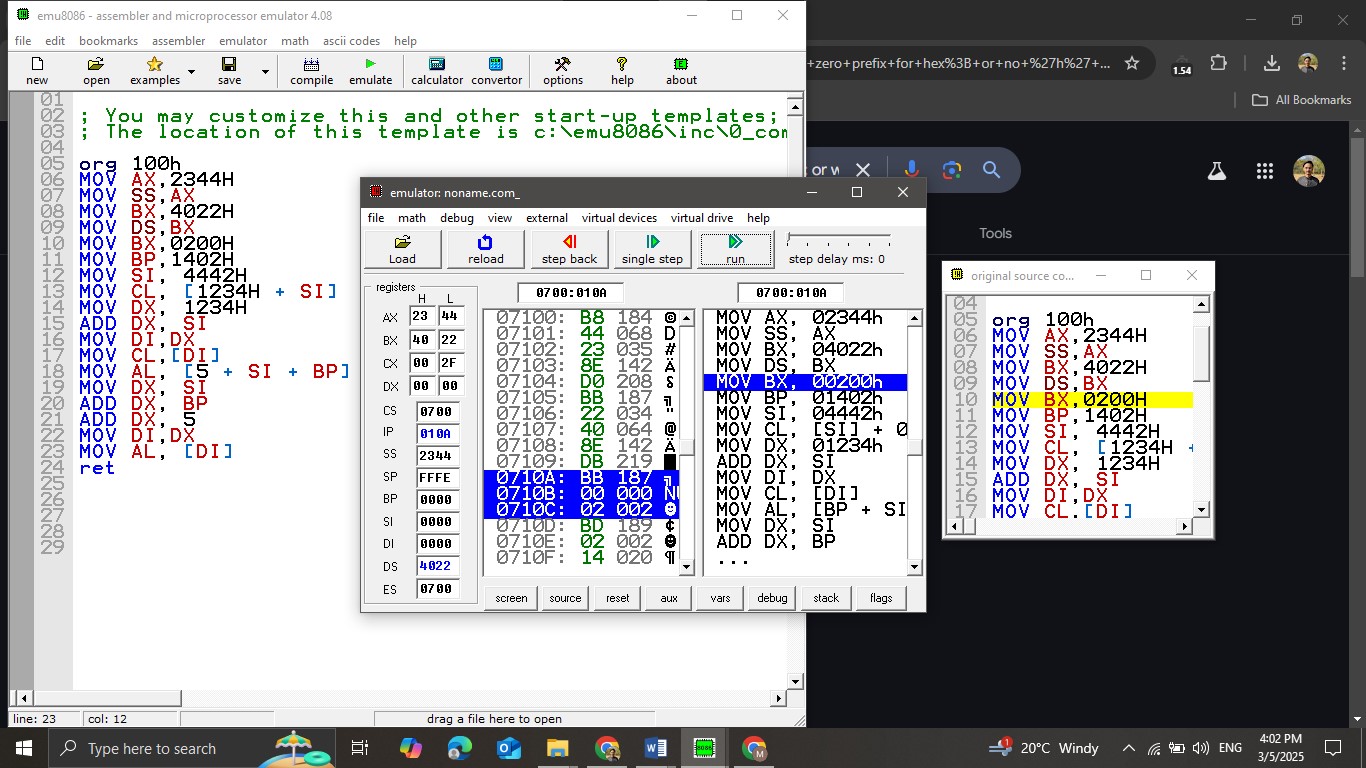 emu8086 - assembler and microprocessor emulator 4.08
file edit bookmarks assembler emulator math ascii codes help
new open examples save compile emulate calculator convertor options help about
01
02 ; You may customize this and other start-up templates;
03 ; The location of this template is c:\emu8086\inc\0_com
04
05 org 100h
06 MOV AX,2344H
07 MOV SS,AX
08 MOV BX,4022H
09 MOV DS,BX
10 MOV BX,0200H
11 MOV BP,1402H
12 MOV SI, 4442H
13 MOV CL, [1234H + SI]
14 MOV DX, 1234H
15 ADD DX, SI
16 MOV DI,DX
17 MOV CL,[DI]
18 MOV AL, [5 + SI + BP]
19 MOV DX, SI
20 ADD DX, BP
21 ADD DX, 5
22 MOV DI,DX
23 MOV AL, [DI]
24 ret
25
26
27
28
29
line: 23 col: 12 drag a file here to open
emulator: noname.com_
file math debug view external virtual devices virtual drive help
Load reload step back single step run step delay ms: 0
registers
H L
AX 23 44
BX 40 22
CX 00 2F
DX 00 00
CS 0700
IP 010A
SS 2344
SP FFFE
BP 0000
SI 0000
DI 0000
DS 4022
ES 0700
0700:010A
07100: B8 184
07101: 44 068 D
07102: 23 035 #
07103: 8E 142 Ä
07104: D0 208
07105: BB 187 ╗
07106: 22 034 "
07107: 40 064 @
07108: 8E 142 Ä
07109: DB 219 █
0710A: BB 187 ╗
0710B: 00 000 NU
0710C: 02 002 ☻
0710D: BD 189 ¢
0710E: 02 002 ☻
0710F: 14 020 ¶
0700:010A
MOV AX, 02344h
MOV SS, AX
MOV BX, 04022h
MOV DS, BX
MOV BX, 00200h
MOV BP, 01402h
MOV SI, 04442h
MOV CL, [SI] + 0
MOV DX, 01234h
ADD DX, SI
MOV DI, DX
MOV CL, [DI]
MOV AL, [BP + SI
MOV DX, SI
ADD DX, BP
...
screen source reset aux vars debug stack flags
original source co...
04
05 org 100h
06 MOV AX,2344H
07 MOV SS,AX
08 MOV BX,4022H
09 MOV DS,BX
10 MOV BX,0200H
11 MOV BP,1402H
12 MOV SI, 4442H
13 MOV CL, [1234H +
14 MOV DX, 1234H
15 ADD DX, SI
16 MOV DI,DX
17 MOV CL,[DI]
+ zero prefix for hex%3B + or + no + %27h%27 + ...
1.54
All Bookmarks
or w
Tools
Type here to search
20°C Windy
ENG
4:02 PM
3/5/2025